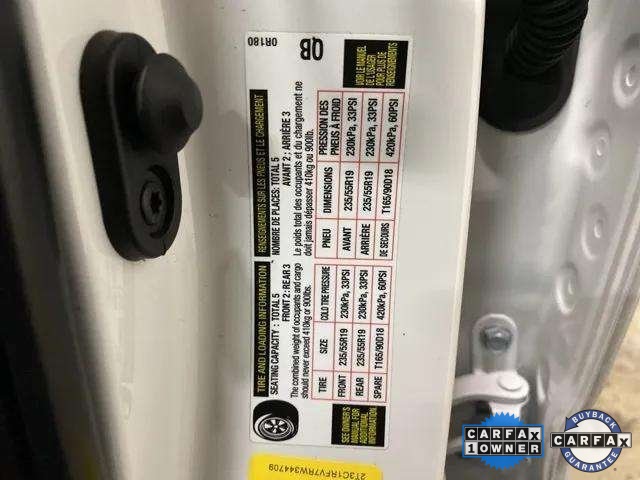 TIRE AND LOADING INFORMATION
SEATING CAPACITY : TOTAL 5
FRONT 2 : REAR 3
The combined weight of occupants and cargo
should never exceed 410kg or 900lbs.
TIRE SIZE COLD TIRE PRESSURE
FRONT 235/55R19 230kPa, 33PSI
REAR 235/55R19 230kPa, 33PSI
SPARE T165/90D18 420kPa, 60PSI
SEE OWNER'S
MANUAL FOR
ADDITIONAL
INFORMATION.
RENSEIGNEMENTS SUR LES PNEUS ET LE CHARGEMENT
NOMBRE DE PLACES: TOTAL 5
AVANT 2 : ARRIÈRE 3
Le poids total des occupants et du chargement ne
doit jamais dépasser 410kg ou 900lb.
PNEU DIMENSIONS PRESSION DES
PNEUS À FROID
AVANT 235/55R19 230kPa, 33PSI
ARRIÈRE 235/55R19 230kPa, 33PSI
DE SECOURS T165/90D18 420kPa, 60PSI
VOIR LE MANUEL
DE L'USAGER
POUR PLUS DE
RENSEIGNEMENTS
0R180
QB
2T3C1RFV7RW344709
CARFAX
1 OWNER
BUYBACK
CARFAX
GUARANTEE